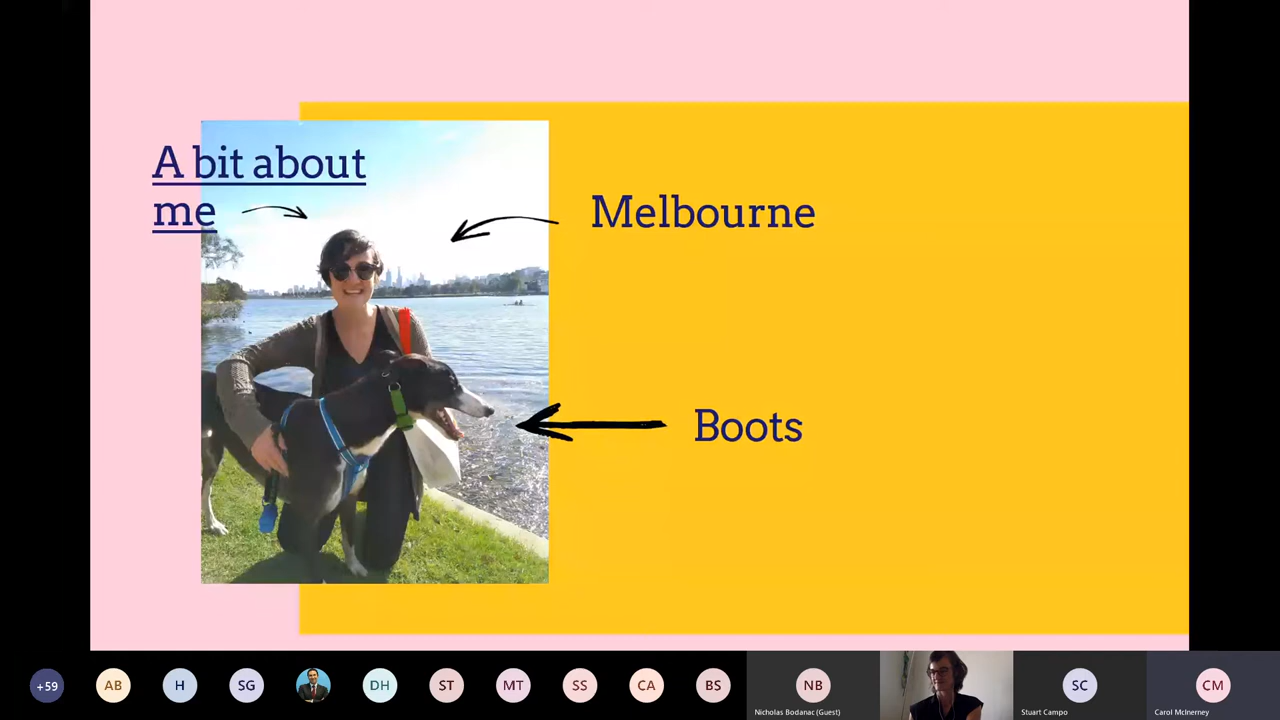 A bit about
me
Melbourne
Boots
+59
AB
H
SG
DH
ST
MT
SS
CA
BS
NB
SC
CM
Nicholas Bodanac (Guest)
Stuart Campo
Carol McInerney